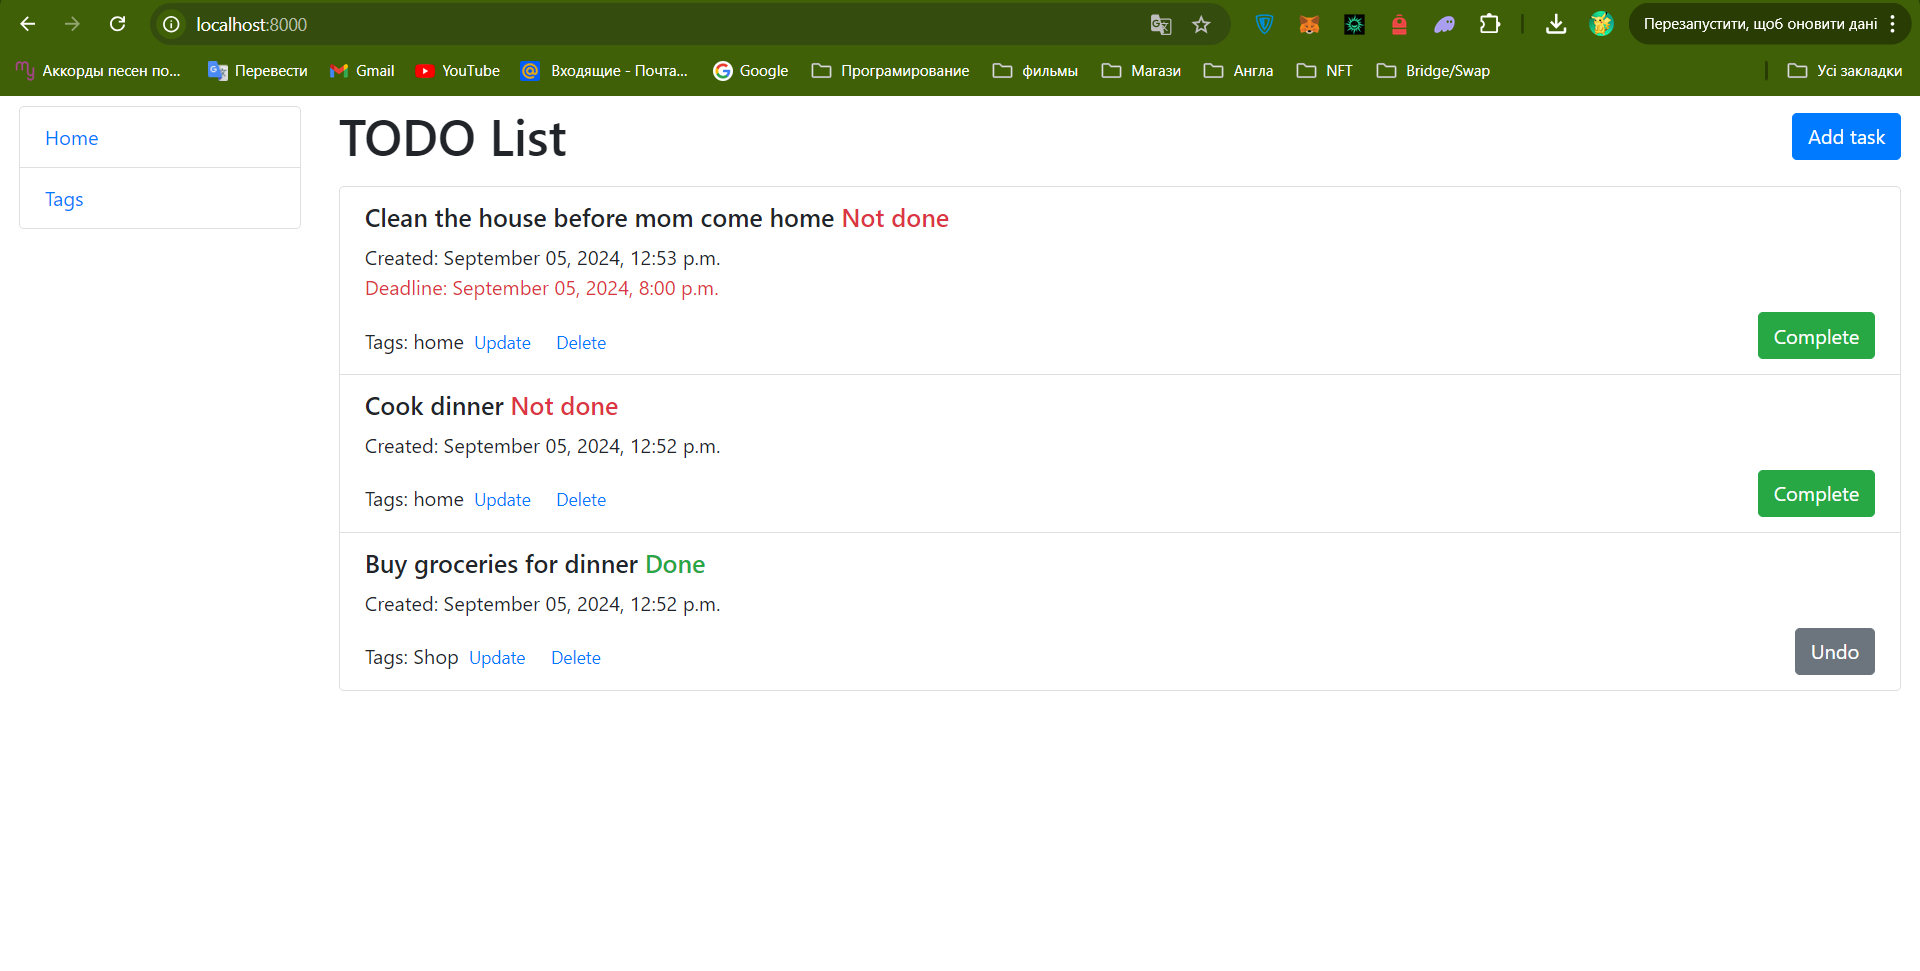 localhost:8000
Перезапустити, щоб оновити дані
Аккорды песен по... Перевести Gmail YouTube Входящие - Почта... Google Програмирование фильмы Магази Англа NFT Bridge/Swap Усі закладки
Home
Tags
TODO List
Add task
Clean the house before mom come home Not done
Created: September 05, 2024, 12:53 p.m.
Deadline: September 05, 2024, 8:00 p.m.
Tags: home Update Delete
Complete
Cook dinner Not done
Created: September 05, 2024, 12:52 p.m.
Tags: home Update Delete
Complete
Buy groceries for dinner Done
Created: September 05, 2024, 12:52 p.m.
Tags: Shop Update Delete
Undo